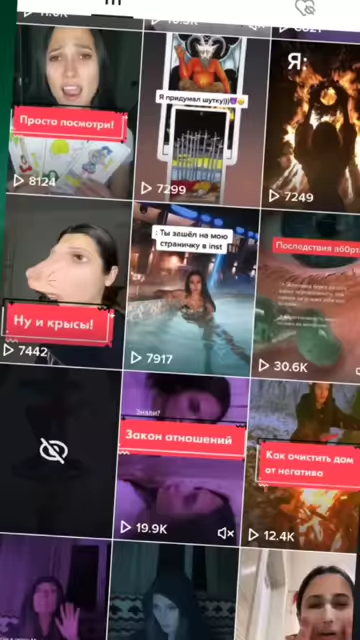 Просто посмотри!
8124
Я придумал шутку)))😈😜
7299
Я:
7249
Ну и крысы!
7442
: Ты зашёл на мою
страничку в inst
7917
Последствия аборта
30.6K
Знали?
Закон отношений
19.9K
Как очистить дом
от негатива
12.4K